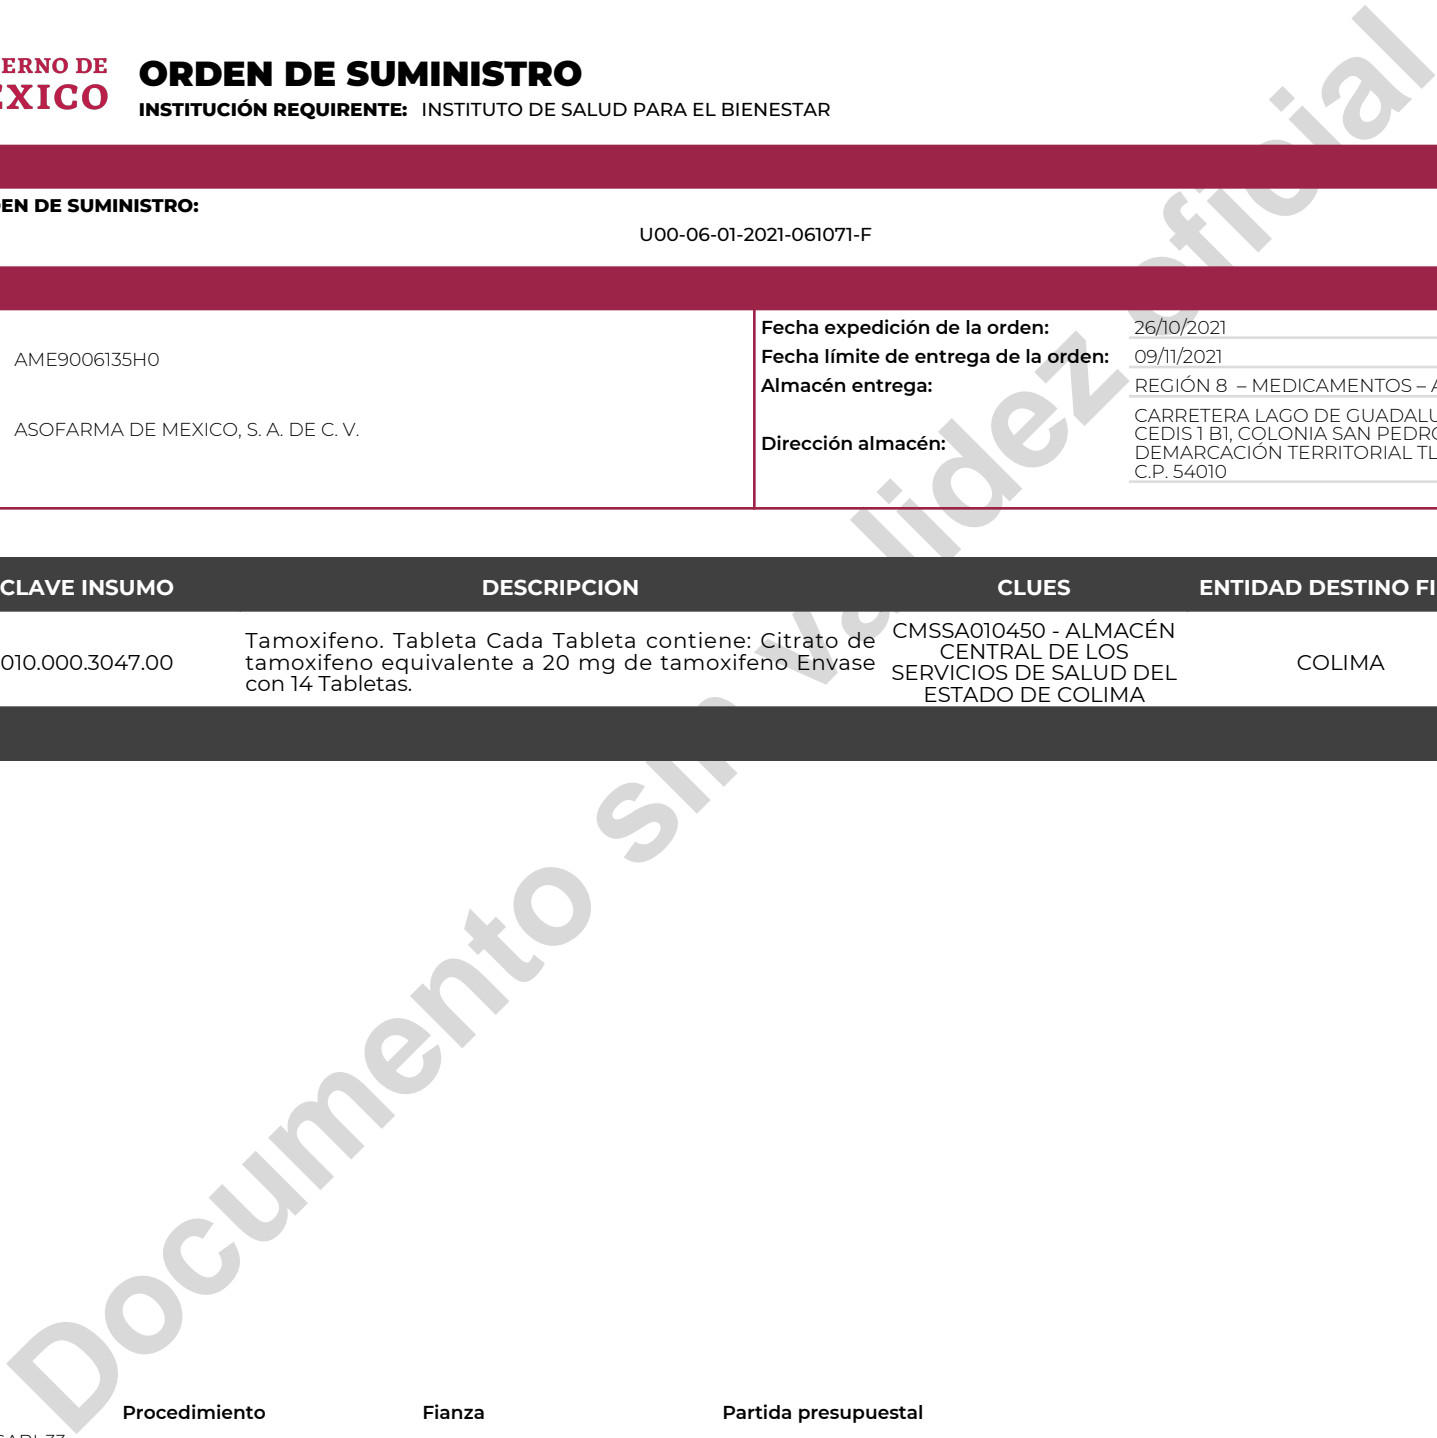 ERNO DE
EXICO
ORDEN DE SUMINISTRO
INSTITUCIÓN REQUIRENTE: INSTITUTO DE SALUD PARA EL BIENESTAR
EN DE SUMINISTRO:
U00-06-01-2021-061071-F
AME9006135H0
ASOFARMA DE MEXICO, S. A. DE C. V.
Fecha expedición de la orden: 26/10/2021
Fecha límite de entrega de la orden: 09/11/2021
Almacén entrega: REGIÓN 8 – MEDICAMENTOS – A
Dirección almacén:
CARRETERA LAGO DE GUADALU
CEDIS 1 B1, COLONIA SAN PEDRO
DEMARCACIÓN TERRITORIAL TL
C.P. 54010
CLAVE INSUMO DESCRIPCION CLUES ENTIDAD DESTINO FI
010.000.3047.00
Tamoxifeno. Tableta Cada Tableta contiene: Citrato de
tamoxifeno equivalente a 20 mg de tamoxifeno Envase
con 14 Tabletas.
CMSSA010450 - ALMACÉN
CENTRAL DE LOS
SERVICIOS DE SALUD DEL
ESTADO DE COLIMA
COLIMA
Documento sin validez oficial
Procedimiento Fianza Partida presupuestal